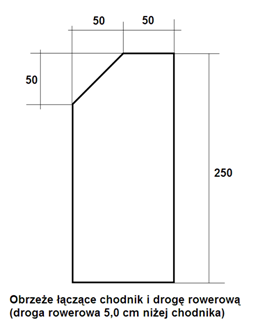 50 50
50
250
Obrzeże łączące chodnik i drogę rowerową
(droga rowerowa 5,0 cm niżej chodnika)